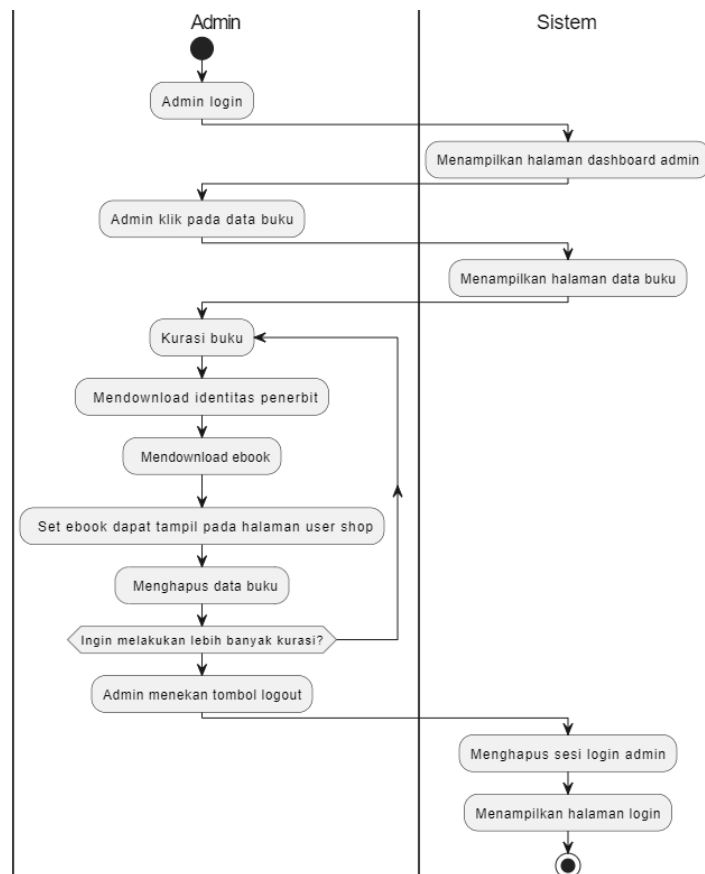 Admin
Sistem
Admin login
Menampilkan halaman dashboard admin
Admin klik pada data buku
Menampilkan halaman data buku
Kurasi buku
Mendownload identitas penerbit
Mendownload ebook
Set ebook dapat tampil pada halaman user shop
Menghapus data buku
Ingin melakukan lebih banyak kurasi?
Admin menekan tombol logout
Menghapus sesi login admin
Menampilkan halaman login